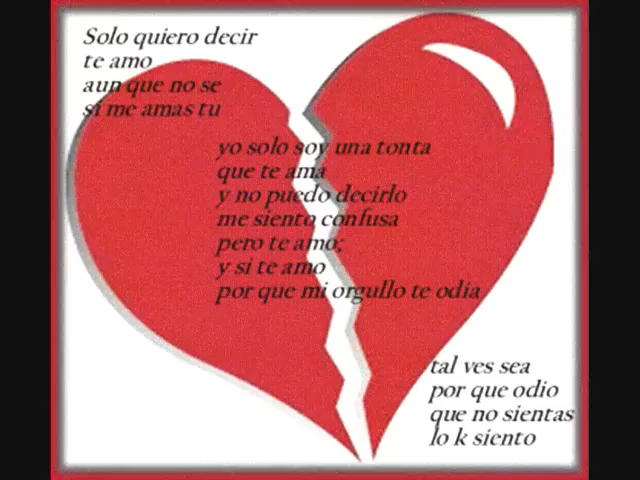 Solo quiero decir
te amo
aun que no se
si me amas tu
yo solo soy una tonta
que te ama
y no puedo decirlo
me siento confusa
pero te amo;
y si te amo
por que mi orgullo te odia
tal ves sea
por que odio
que no sientas
lo k siento